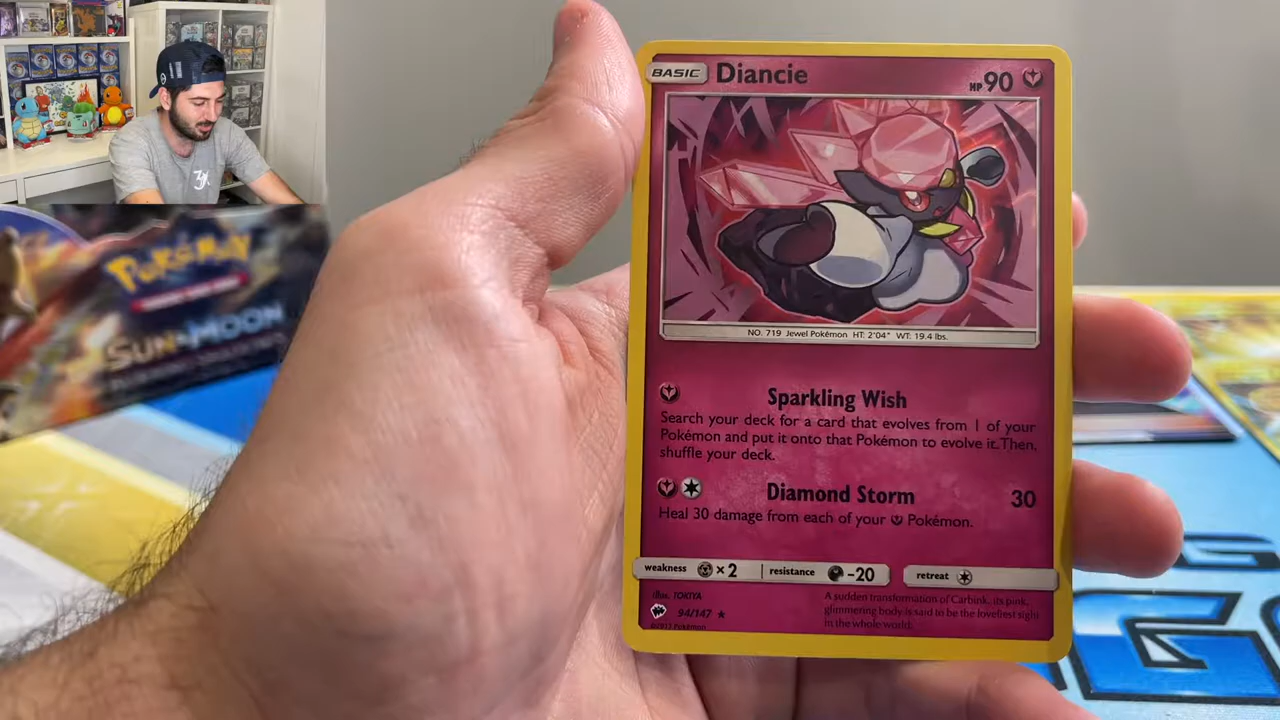 POKéMON
SUN & MOON
BASIC Diancie HP 90
NO. 719 Jewel Pokémon HT: 2'04" WT: 19.4 lbs.
Sparkling Wish
Search your deck for a card that evolves from 1 of your
Pokémon and put it onto that Pokémon to evolve it. Then,
shuffle your deck.
Diamond Storm 30
Heal 30 damage from each of your Pokémon.
weakness ×2 resistance -20 retreat
Illus. TOKIYA
94/147 ★
©2017 Pokémon
A sudden transformation of Carbink, its pink,
glimmering body is said to be the loveliest sight
in the whole world.